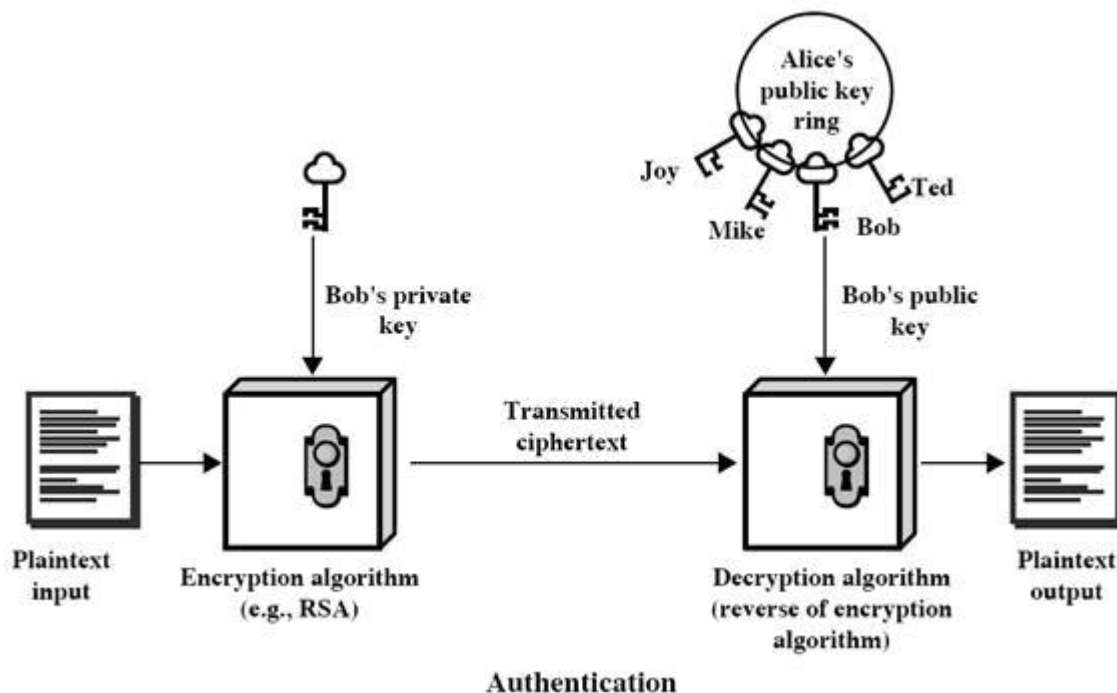 Alice's
public key
ring
Joy
Ted
Mike
Bob
Bob's private
key
Bob's public
key
Transmitted
ciphertext
Plaintext
input
Encryption algorithm
(e.g., RSA)
Decryption algorithm
(reverse of encryption
algorithm)
Plaintext
output
Authentication